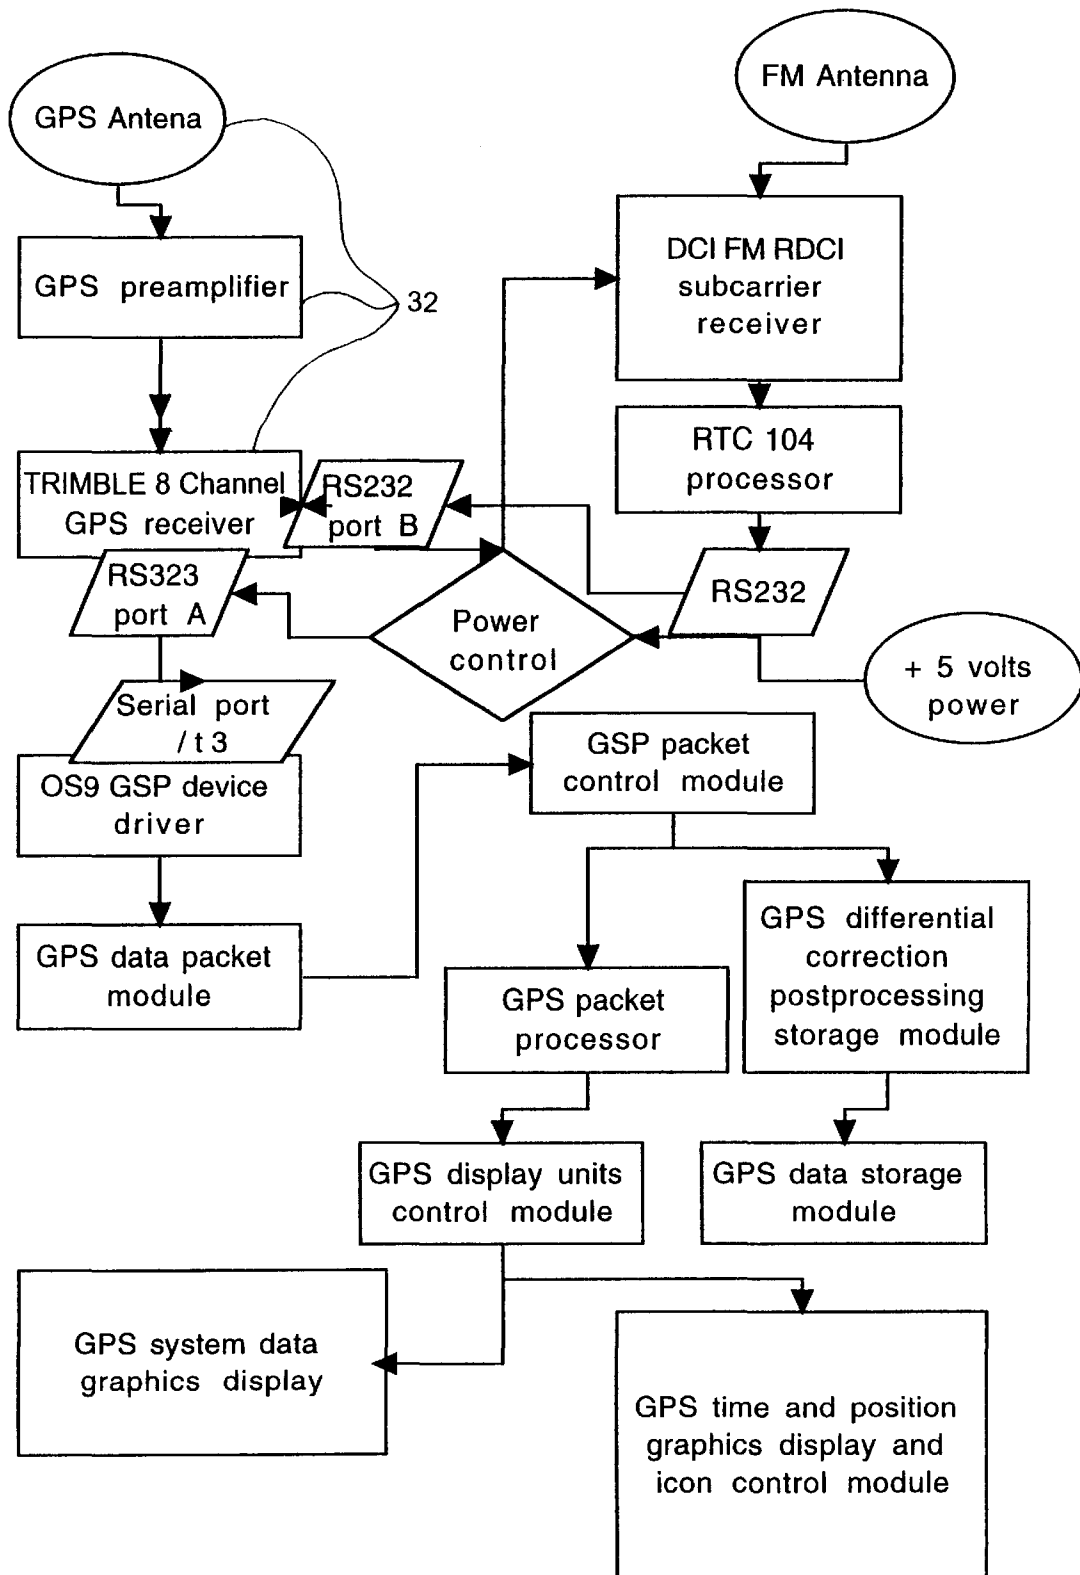 GPS Antena
FM Antenna
GPS preamplifier
32
DCI FM RDCI
subcarrier
receiver
RTC 104
processor
TRIMBLE 8 Channel
GPS receiver
RS232
port B
RS323
port A
RS232
Power
control
+ 5 volts
power
Serial port
/ t 3
OS9 GSP device
driver
GSP packet
control module
GPS data packet
module
GPS packet
processor
GPS differential
correction
postprocessing
storage module
GPS display units
control module
GPS data storage
module
GPS system data
graphics display
GPS time and position
graphics display and
icon control module